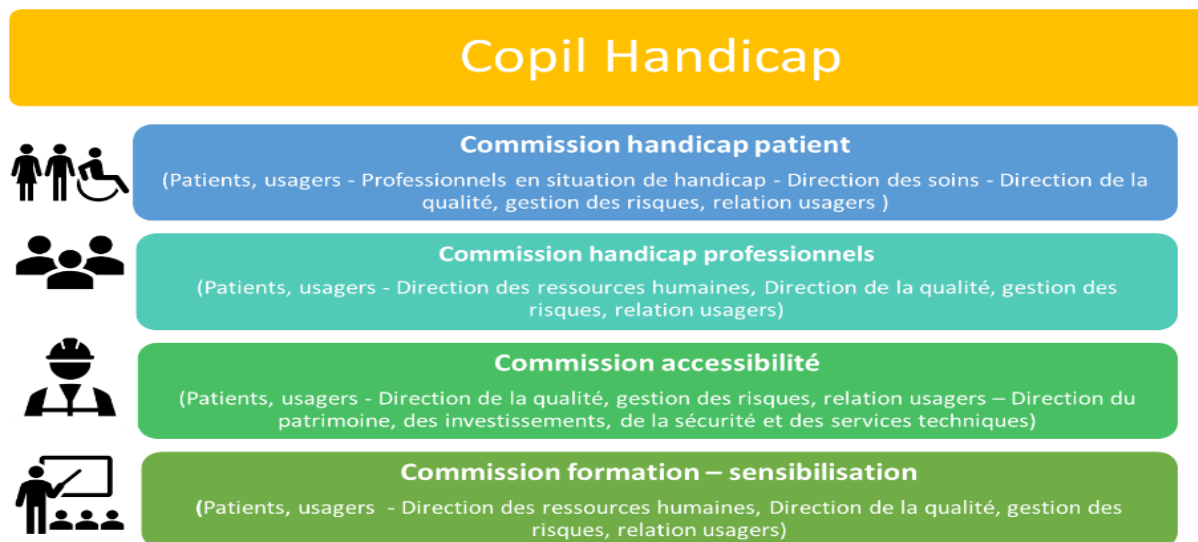 Copil Handicap
Commission handicap patient
(Patients, usagers - Professionnels en situation de handicap - Direction des soins - Direction de la
qualité, gestion des risques, relation usagers )
Commission handicap professionnels
(Patients, usagers - Direction des ressources humaines, Direction de la qualité, gestion des
risques, relation usagers)
Commission accessibilité
(Patients, usagers - Direction de la qualité, gestion des risques, relation usagers – Direction du
patrimoine, des investissements, de la sécurité et des services techniques)
Commission formation – sensibilisation
(Patients, usagers - Direction des ressources humaines, Direction de la qualité, gestion des
risques, relation usagers)